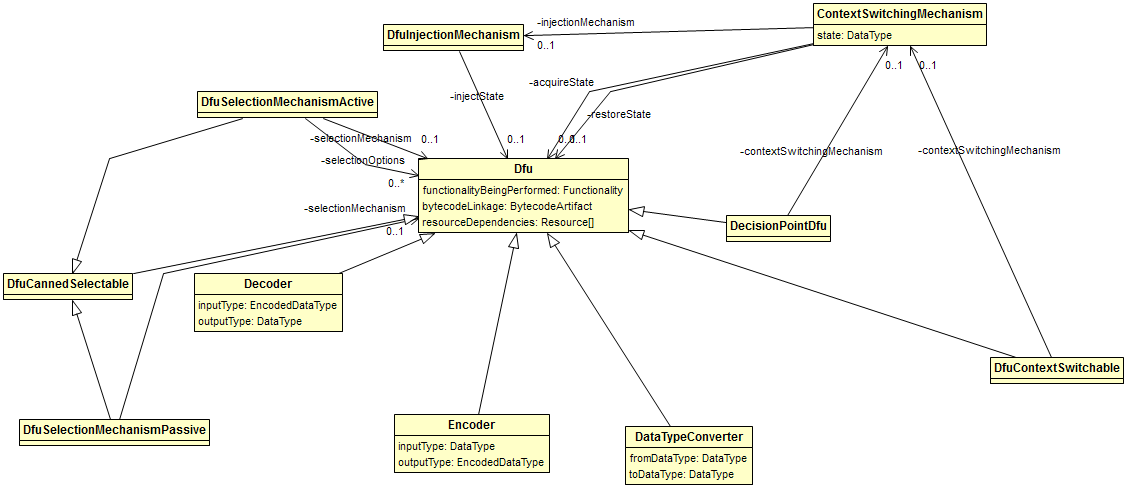 ContextSwitchingMechanism
state: DataType
-injectionMechanism
0..1
DfuInjectionMechanism
0..1
0..1
-acquireState
-injectState
DfuSelectionMechanismActive
-restoreState
-selectionMechanism
0..1
0..1
0..
0..1
-contextSwitchingMechanism
-contextSwitchingMechanism
-selectionOptions
0..*
Dfu
functionalityBeingPerformed: Functionality
bytecodeLinkage: BytecodeArtifact
resourceDependencies: Resource[]
-selectionMechanism
0..1
DecisionPointDfu
DfuCannedSelectable
Decoder
inputType: EncodedDataType
outputType: DataType
DfuContextSwitchable
DfuSelectionMechanismPassive
Encoder
inputType: DataType
outputType: EncodedDataType
DataTypeConverter
fromDataType: DataType
toDataType: DataType